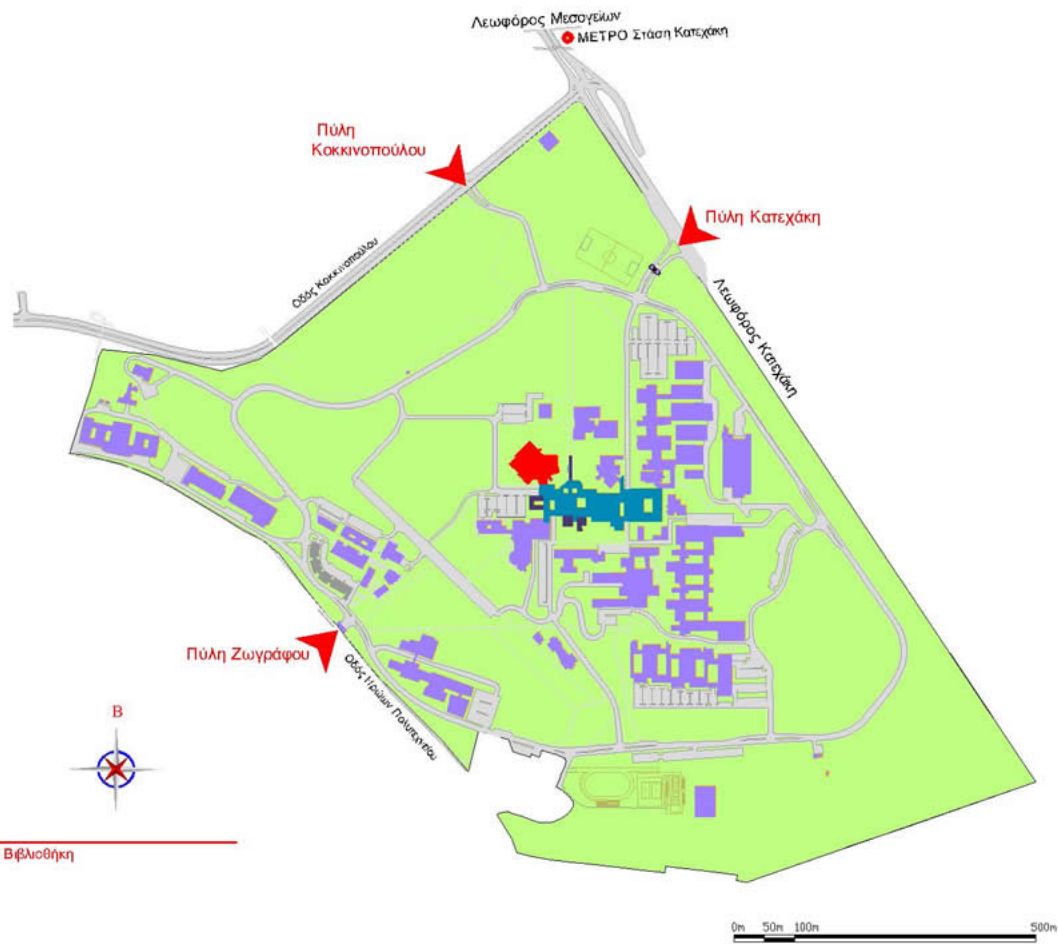 Λεωφόρος Μεσογείων
ΜΕΤΡΟ Στάση Κατεχάκη
Πύλη
Κοκκινοπούλου
Πύλη Κατεχάκη
Οδός Κοκκινοπούλου
Λεωφόρος Κατεχάκη
Πύλη Ζωγράφου
Οδός Ηρώων Πολυτεχνείου
Β
Βιβλιοθήκη
0m 50m 100m 500m